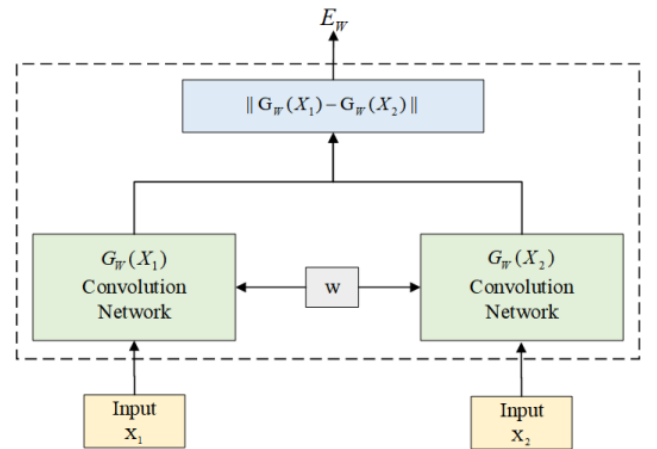 E_W
|| G_W(X_1) − G_W(X_2) ||
G_W(X_1)
Convolution
Network
w
G_W(X_2)
Convolution
Network
Input
X_1
Input
X_2